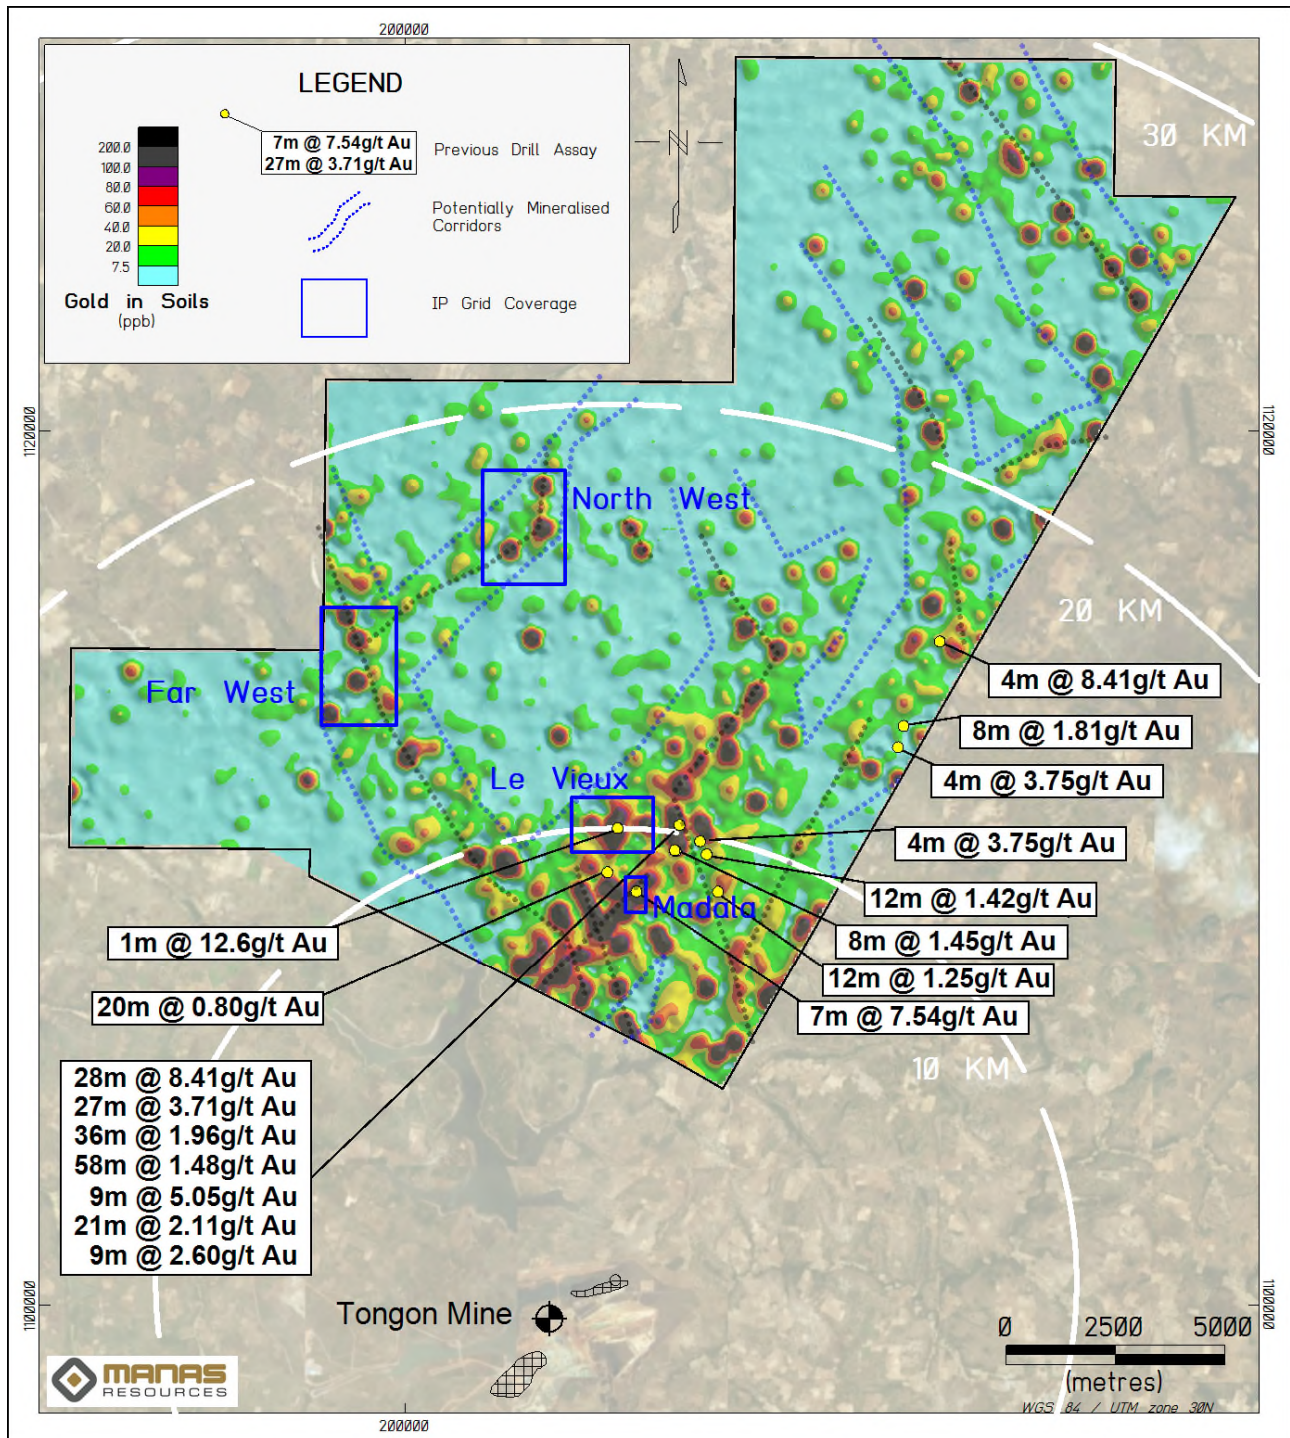 200000
LEGEND
7m @ 7.54g/t Au
27m @ 3.71g/t Au
Previous Drill Assay
200.0
100.0
80.0
60.0
40.0
20.0
7.5
Gold in Soils
(ppb)
Potentially Mineralised
Corridors
IP Grid Coverage
N
30 KM
1120000
1120000
North West
20 KM
Far West
4m @ 8.41g/t Au
8m @ 1.81g/t Au
4m @ 3.75g/t Au
Le Vieux
4m @ 3.75g/t Au
12m @ 1.42g/t Au
Madala
1m @ 12.6g/t Au
8m @ 1.45g/t Au
12m @ 1.25g/t Au
20m @ 0.80g/t Au
7m @ 7.54g/t Au
10 KM
28m @ 8.41g/t Au
27m @ 3.71g/t Au
36m @ 1.96g/t Au
58m @ 1.48g/t Au
9m @ 5.05g/t Au
21m @ 2.11g/t Au
9m @ 2.60g/t Au
1100000
1100000
Tongon Mine
0 2500 5000
(metres)
WGS 84 / UTM zone 30N
MANAS
RESOURCES
200000